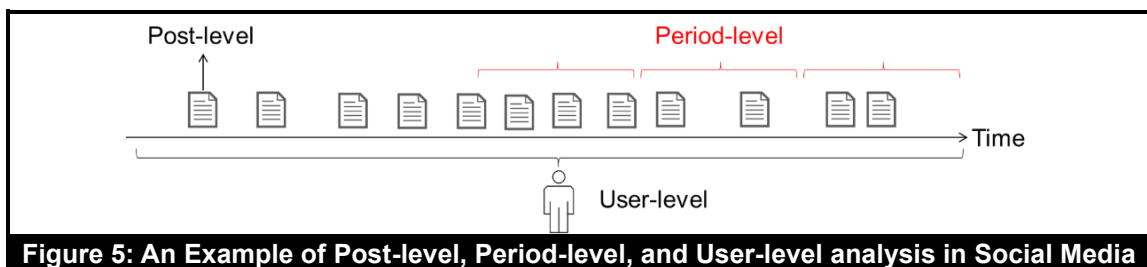 Post-level
Period-level
Time
User-level
Figure 5: An Example of Post-level, Period-level, and User-level analysis in Social Media